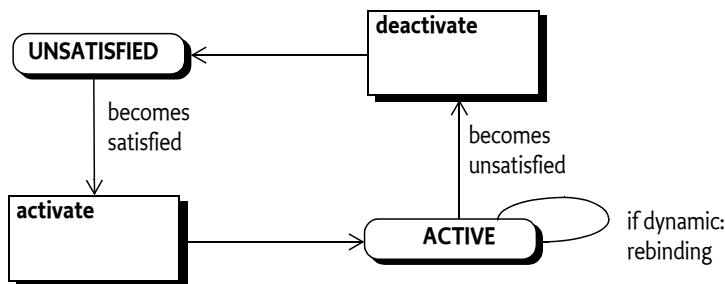 UNSATISFIED
deactivate
becomes
satisfied
becomes
unsatisfied
activate
ACTIVE
if dynamic:
rebinding